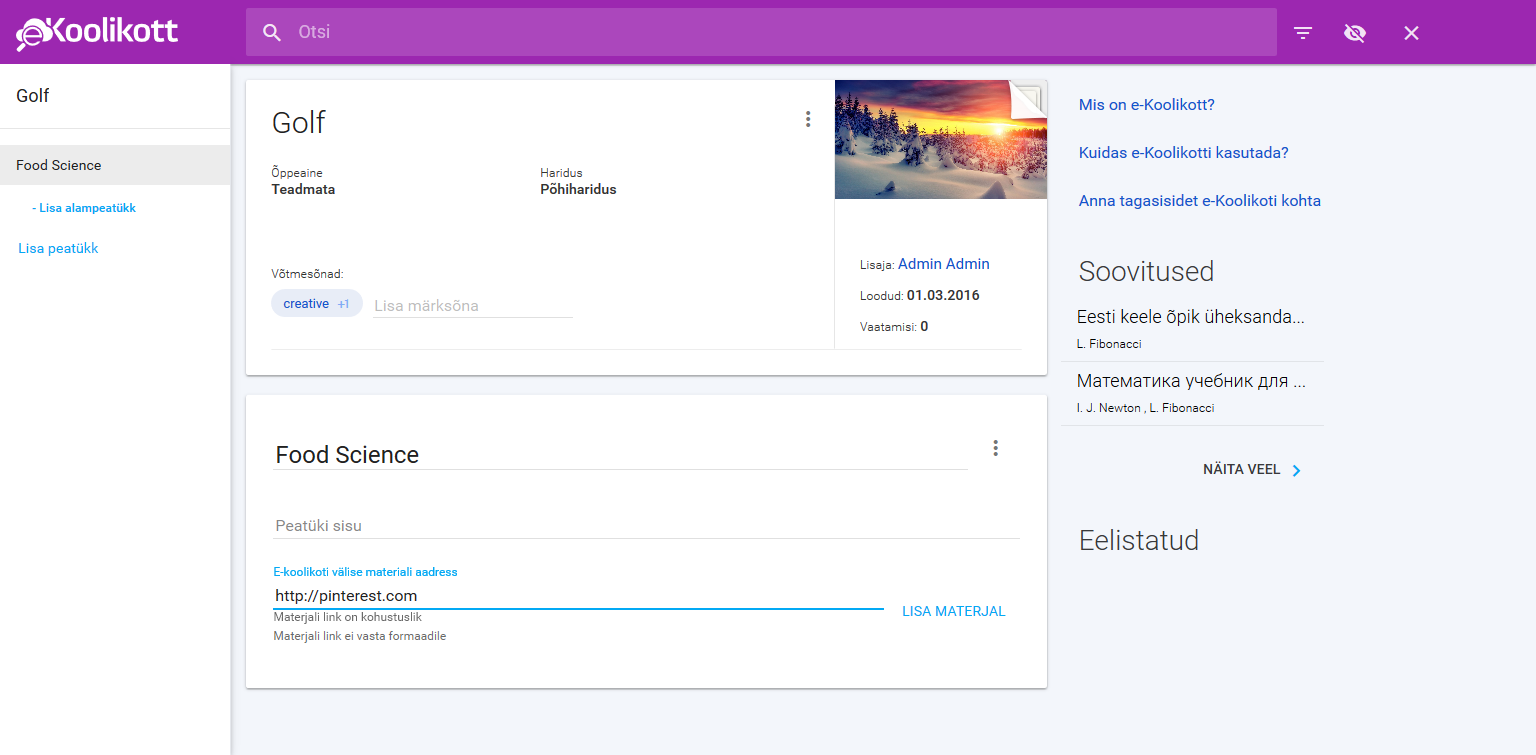 e-Koolikott
Otsi
Golf
Food Science
- Lisa alampeatükk
Lisa peatükk
Golf
Õppeaine
Teadmata
Haridus
Põhiharidus
Võtmesõnad:
creative +1
Lisa märksõna
Lisaja: Admin Admin
Loodud: 01.03.2016
Vaatamisi: 0
Food Science
Peatüki sisu
E-koolikoti välise materiali aadress
http://pinterest.com
LISA MATERJAL
Materjali link on kohustuslik
Materjali link ei vasta formaadile
Mis on e-Koolikott?
Kuidas e-Koolikotti kasutada?
Anna tagasisidet e-Koolikoti kohta
Soovitused
Eesti keele õpik üheksanda...
L. Fibonacci
Математика учебник для ...
I. J. Newton , L. Fibonacci
NÄITA VEEL
Eelistatud